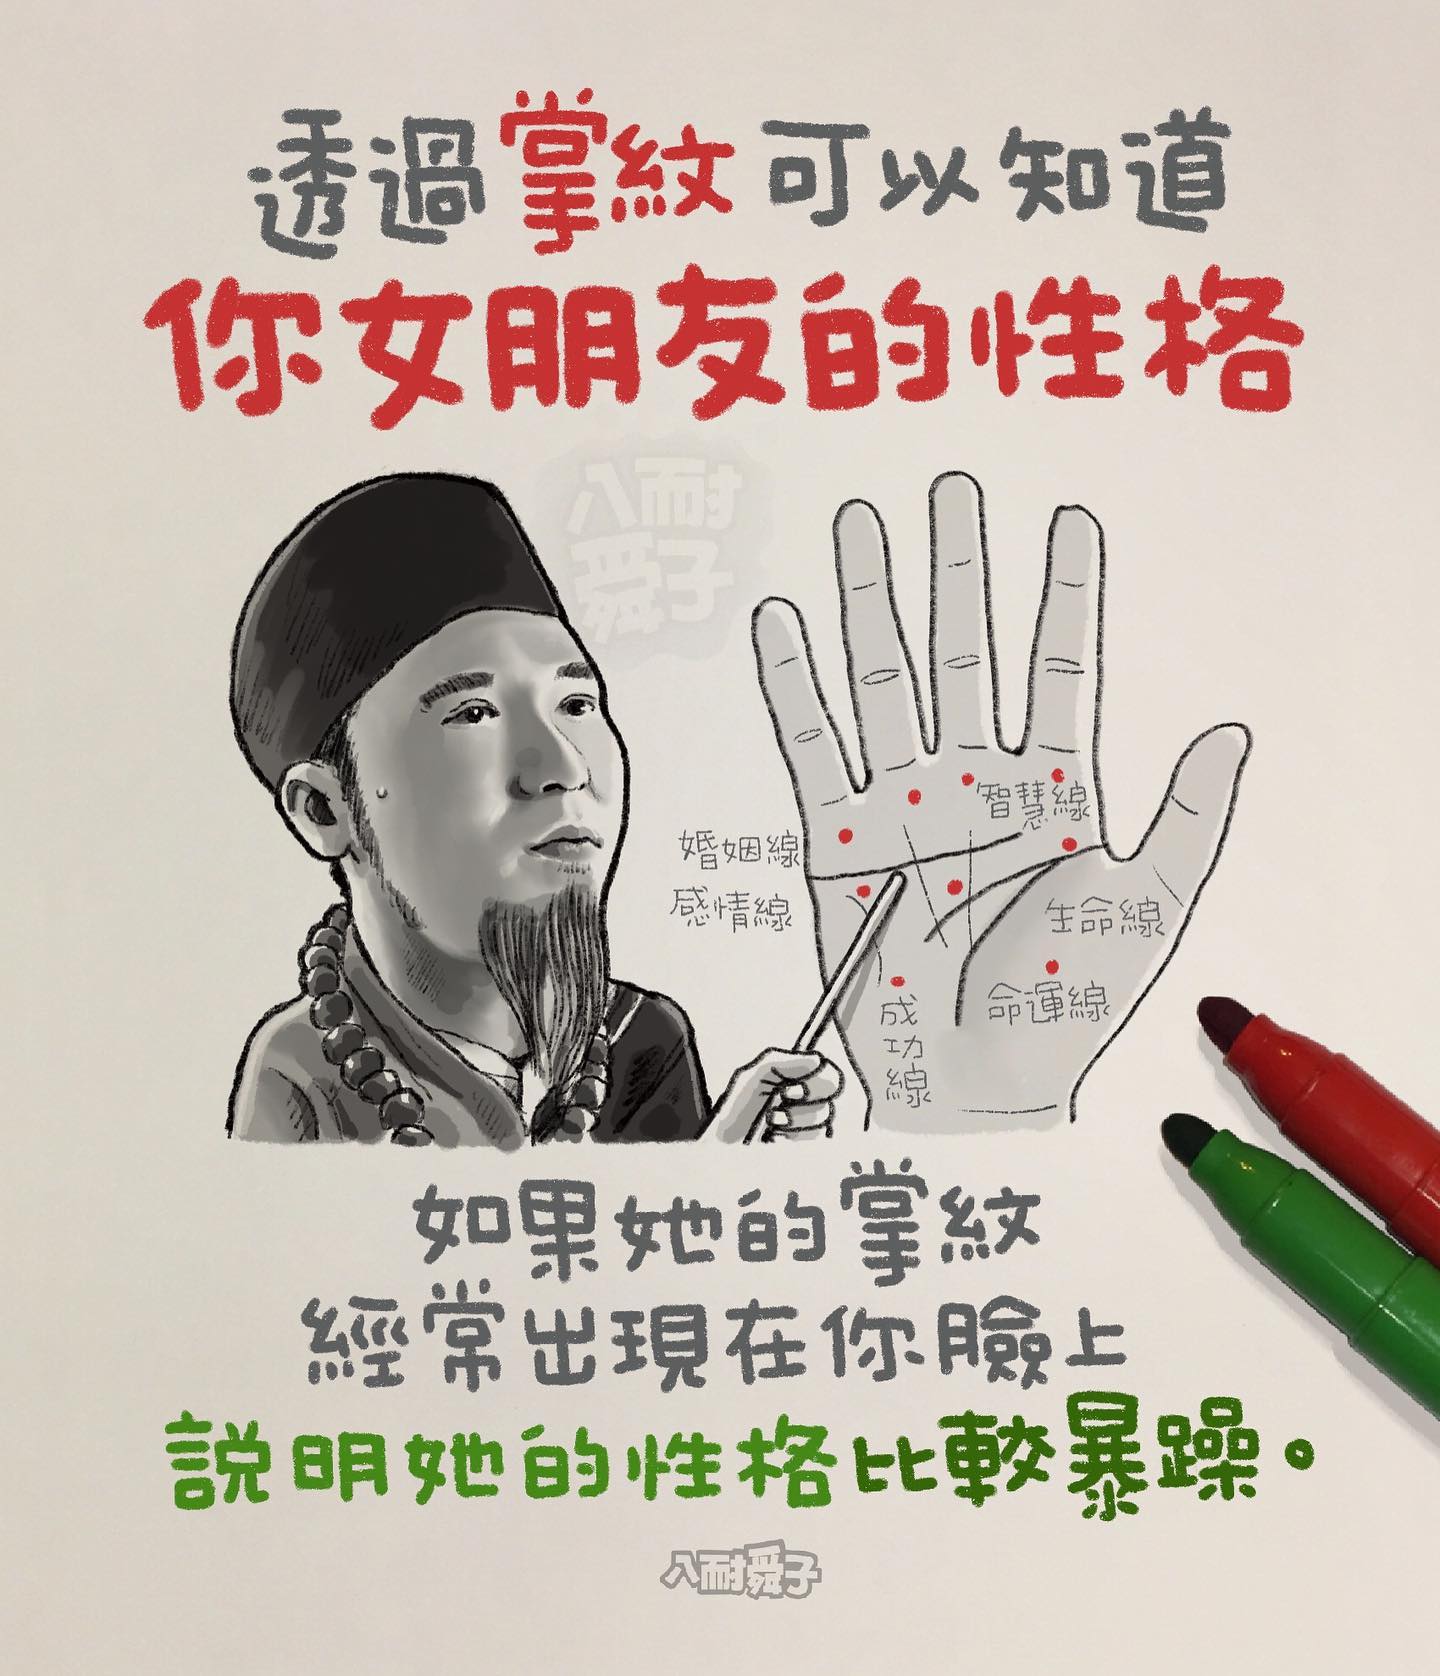 透過掌紋可以知道
你女朋友的性格
八耐
舜子
智慧線
婚姻線
感情線
生命線
命運線
成功線
如果她的掌紋
經常出現在你臉上
說明她的性格比較暴躁。
八耐舜子